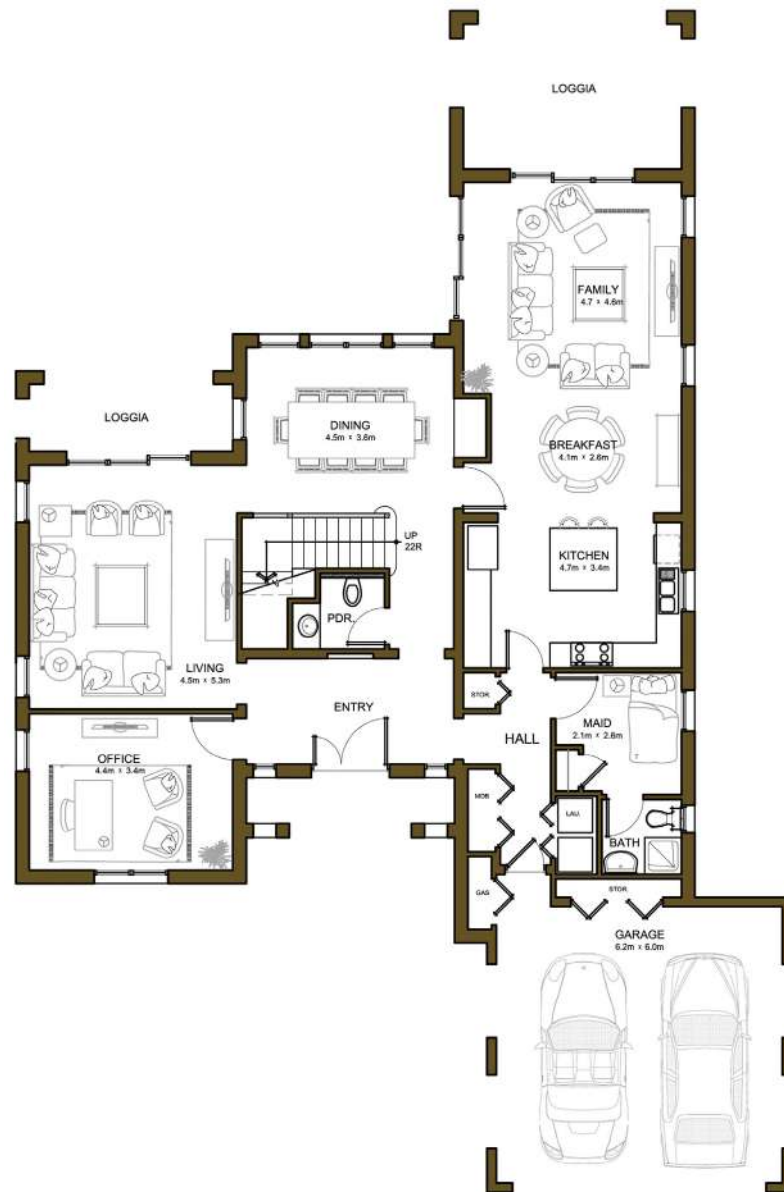 LOGGIA
FAMILY
4.7 x 4.6m
LOGGIA
DINING
4.5m x 3.6m
BREAKFAST
4.1m x 2.6m
UP
22R
KITCHEN
4.7m x 3.4m
PDR.
LIVING
4.5m x 5.3m
STOR.
ENTRY
MAID
2.1m x 2.8m
HALL
OFFICE
4.4m x 3.4m
MDB
LAU.
BATH
GAS
STOR.
GARAGE
6.2m x 6.0m